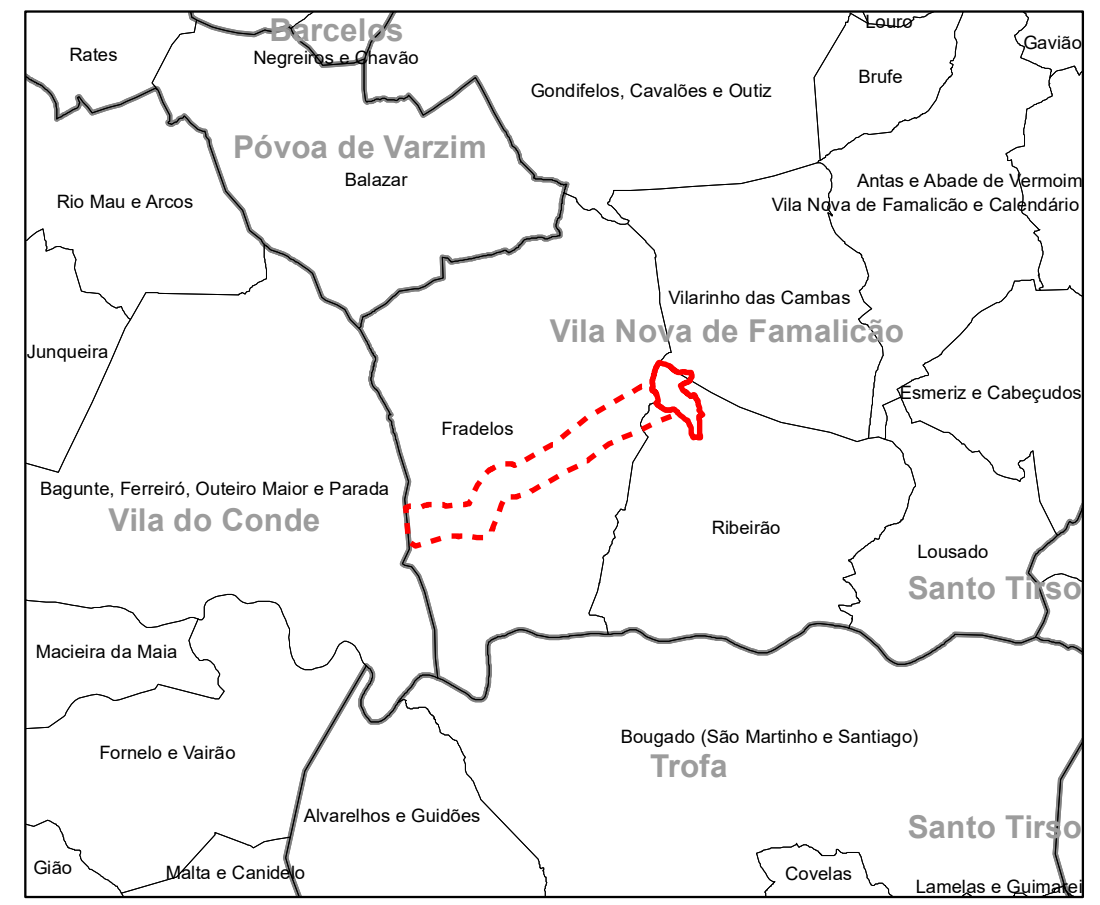 Louro
Barcelos
Gavião
Rates
Negreiros e Chavão
Brufe
Gondifelos, Cavalões e Outiz
Póvoa de Varzim
Balazar
Antas e Abade de Vermoim
Rio Mau e Arcos
Vila Nova de Famalicão e Calendário
Vilarinho das Cambas
Vila Nova de Famalicão
Junqueira
Esmeriz e Cabeçudos
Fradelos
Bagunte, Ferreiró, Outeiro Maior e Parada
Vila do Conde
Ribeirão
Lousado
Santo Tirso
Macieira da Maia
Bougado (São Martinho e Santiago)
Fornelo e Vairão
Trofa
Alvarelhos e Guidões
Santo Tirso
Gião
Malta e Canidelo
Covelas
Lamelas e Guimarei